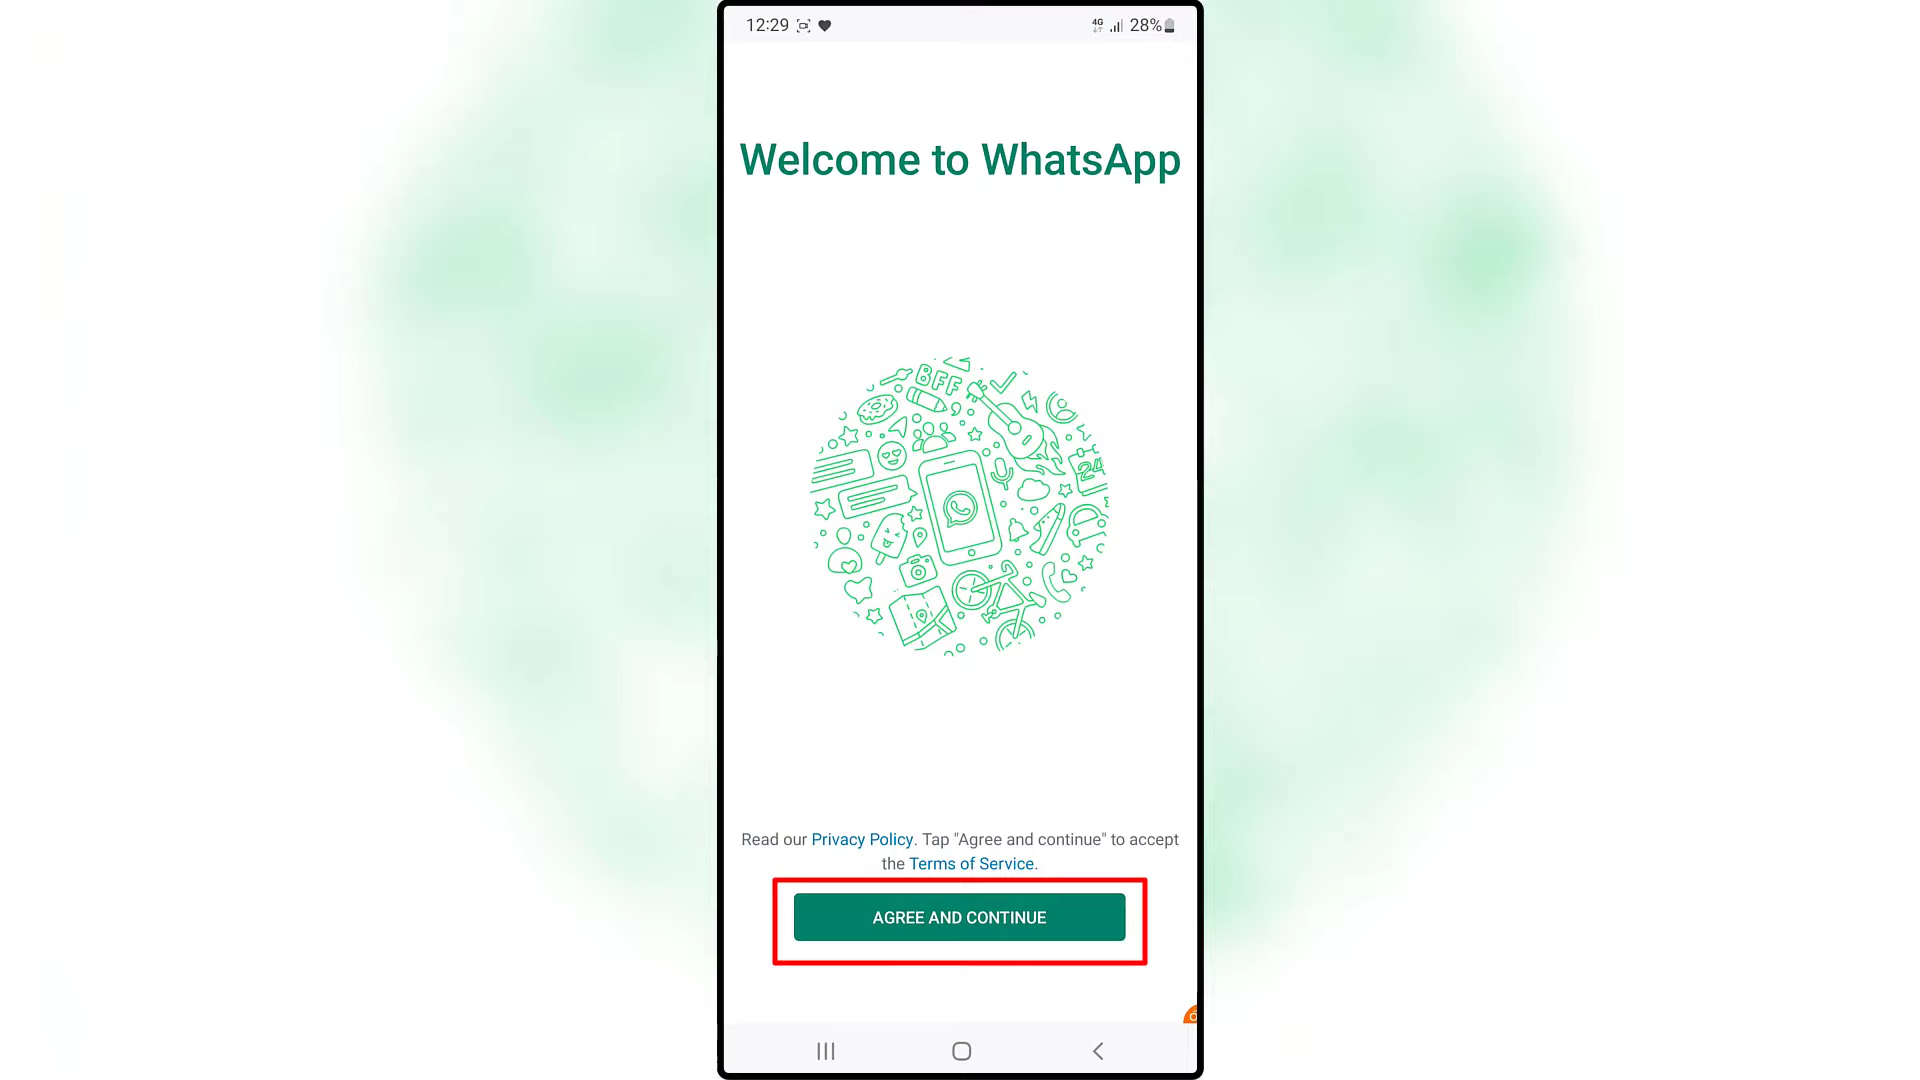 12:29 4G 28%
Welcome to WhatsApp
BFF
24
Read our Privacy Policy. Tap "Agree and continue" to accept
the Terms of Service.
AGREE AND CONTINUE